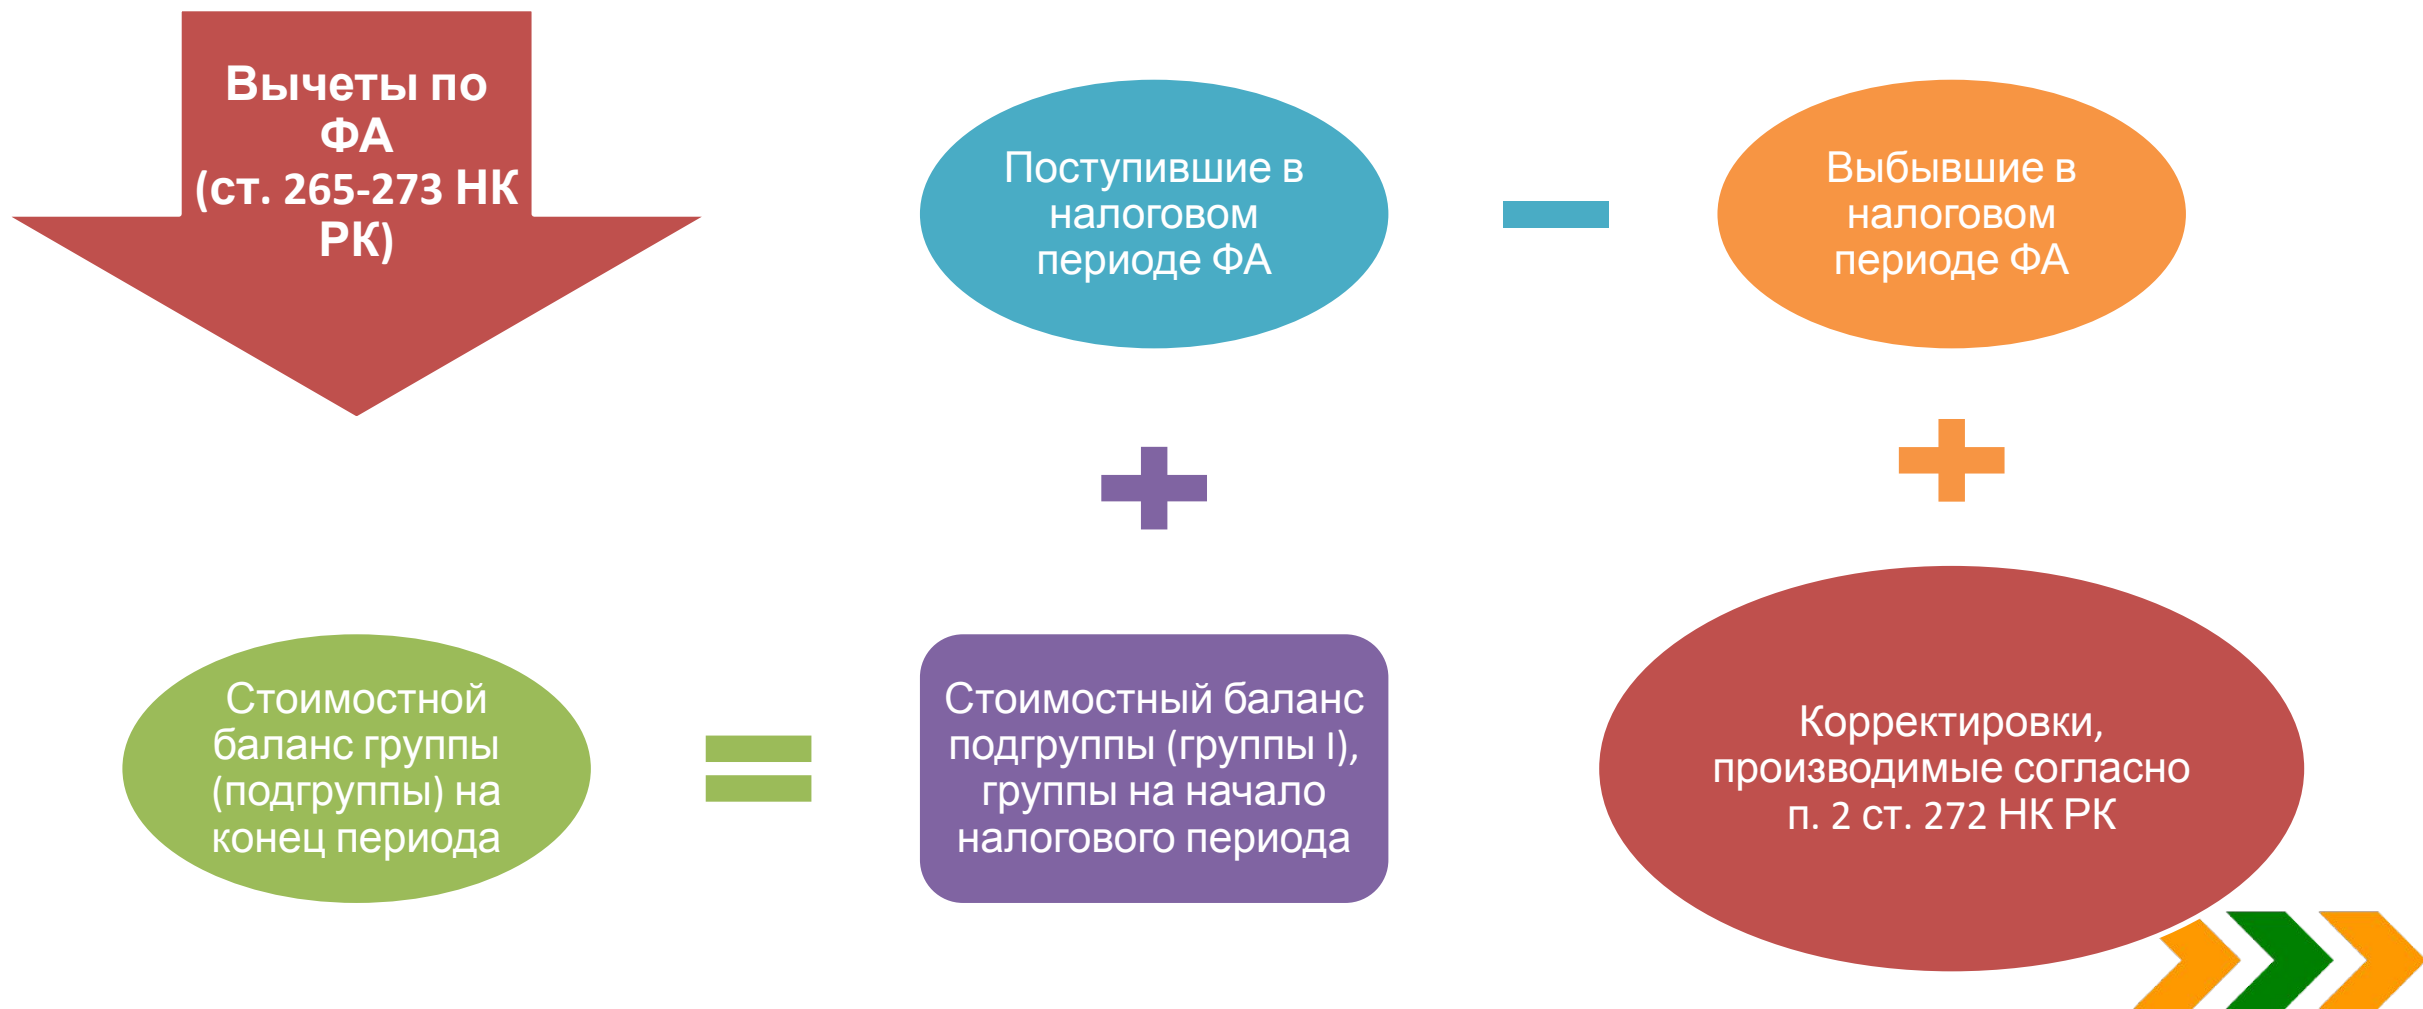 Вычеты по
ФА
(ст. 265-273 НК
РК)
Поступившие в
налоговом
периоде ФА
Выбывшие в
налоговом
периоде ФА
Стоимостной
баланс группы
(подгруппы) на
конец периода
Стоимостный баланс
подгруппы (группы I),
группы на начало
налогового периода
Корректировки,
производимые согласно
п. 2 ст. 272 НК РК